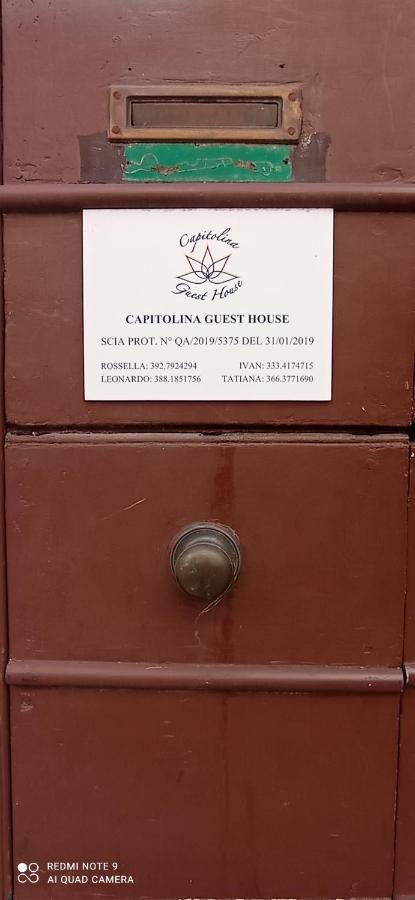 Capitolina
Guest House
CAPITOLINA GUEST HOUSE
SCIA PROT. N° QA/2019/5375 DEL 31/01/2019
ROSSELLA: 392.7924294 IVAN: 333.4174715
LEONARDO: 388.1851756 TATIANA: 366.3771690
REDMI NOTE 9
AI QUAD CAMERA